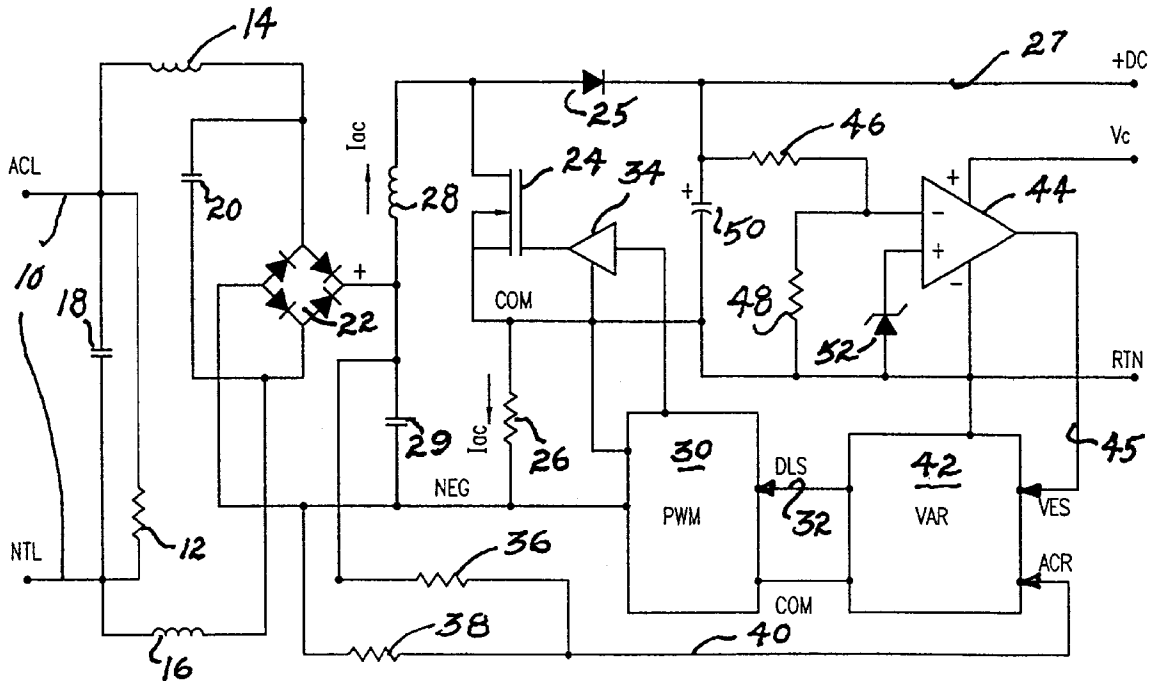 14
27
+DC
25
46
Iac
Vc
ACL
24
34
+
44
20
28
+
−
50
+
10
18
+
COM
−
22
48
52
RTN
Iac
29
26
30
42
45
DLS
NEG
PWM
32
VAR
VES
12
36
NTL
ACR
COM
38
40
16